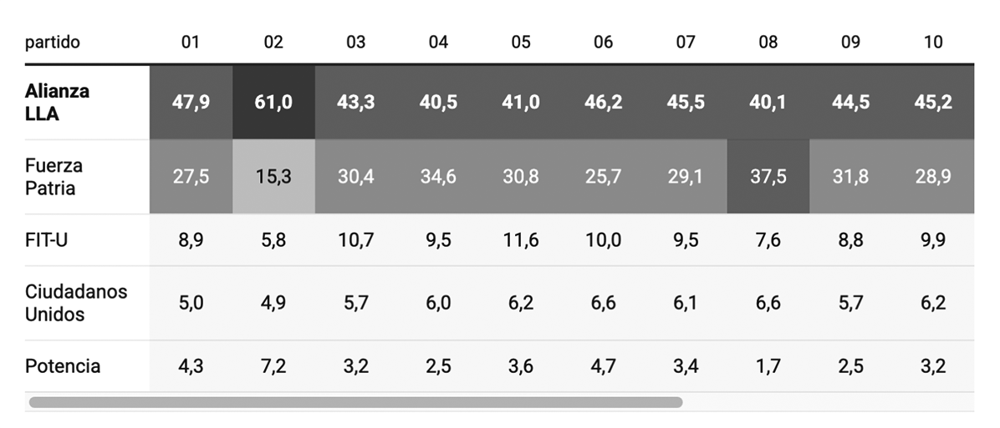 partido 01 02 03 04 05 06 07 08 09 10
Alianza
LLA 47,9 61,0 43,3 40,5 41,0 46,2 45,5 40,1 44,5 45,2
Fuerza
Patria 27,5 15,3 30,4 34,6 30,8 25,7 29,1 37,5 31,8 28,9
FIT-U 8,9 5,8 10,7 9,5 11,6 10,0 9,5 7,6 8,8 9,9
Ciudadanos
Unidos 5,0 4,9 5,7 6,0 6,2 6,6 6,1 6,6 5,7 6,2
Potencia 4,3 7,2 3,2 2,5 3,6 4,7 3,4 1,7 2,5 3,2